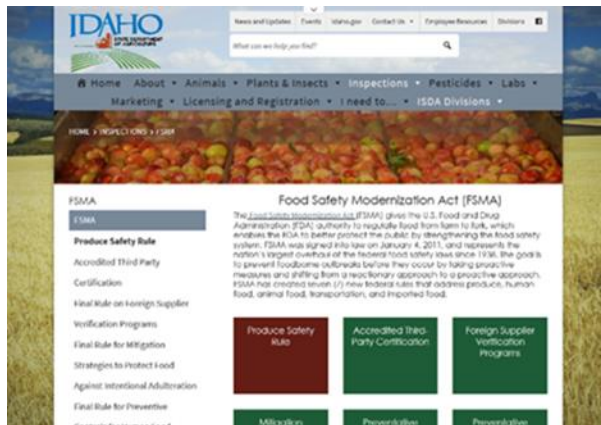 IDAHO
STATE DEPARTMENT
OF AGRICULTURE
News and Updates Events Idaho.gov Contact Us Employee Resources Divisions
What can we help you find?
Home About Animals Plants & Insects Inspections Pesticides Labs
Marketing Licensing and Registration I need to... ISDA Divisions
HOME > INSPECTIONS > FSMA
FSMA
FSMA
Produce Safety Rule
Accredited Third Party
Certification
Final Rule on Foreign Supplier
Verification Programs
Final Rule for Mitigation
Strategies to Protect Food
Against Intentional Adulteration
Final Rule for Preventive
Food Safety Modernization Act (FSMA)
The Food Safety Modernization Act (FSMA) gives the U.S. Food and Drug
Administration (FDA) authority to regulate food from farm to fork, which
enables the FDA to better protect the public by strengthening the food safety
system. FSMA was signed into law on January 4, 2011, and represents the
nation's largest overhaul of the federal food safety laws since 1938. The goal is
to prevent foodborne outbreaks before they occur by taking proactive
measures and shifting from a reactionary approach to a proactive approach.
FSMA has created seven (7) new federal rules that address produce, human
food, animal food, transportation, and imported food.
Produce Safety
Rule
Accredited Third-
Party Certification
Foreign Supplier
Verification
Programs
Mitigation
Preventative
Preventative